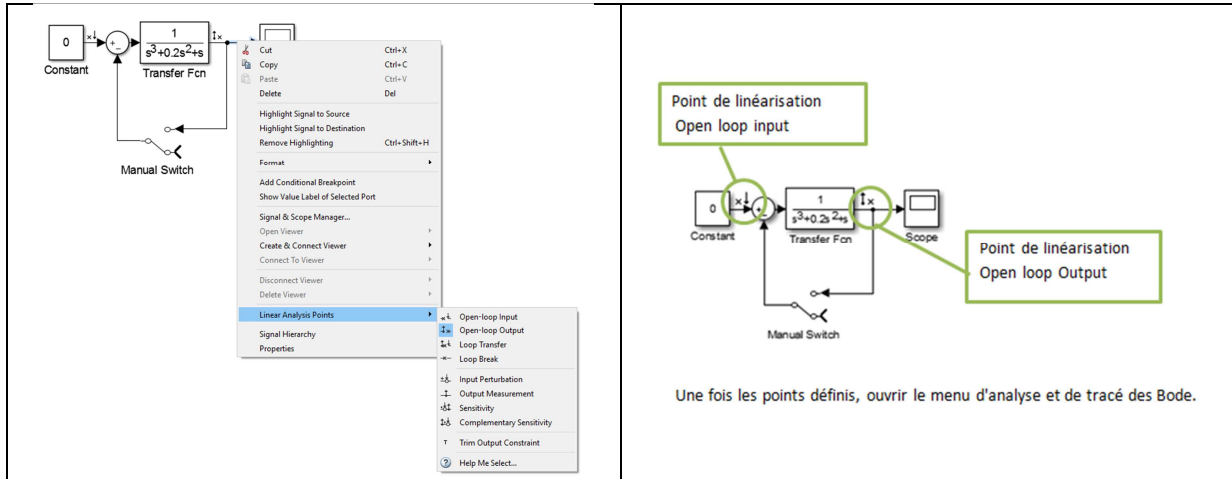 0
Constant
+
-
1
s³+0.2s²+s
Transfer Fcn
Manual Switch
Cut Ctrl+X
Copy Ctrl+C
Paste Ctrl+V
Delete Del
Highlight Signal to Source
Highlight Signal to Destination
Remove Highlighting Ctrl+Shift+H
Format
Add Conditional Breakpoint
Show Value Label of Selected Port
Signal & Scope Manager...
Open Viewer
Create & Connect Viewer
Connect To Viewer
Disconnect Viewer
Delete Viewer
Linear Analysis Points
Signal Hierarchy
Properties
Open-loop Input
Open-loop Output
Loop Transfer
Loop Break
Input Perturbation
Output Measurement
Sensitivity
Complementary Sensitivity
T Trim Output Constraint
? Help Me Select...
Point de linéarisation
Open loop input
0
Constant
+
-
1
s³+0.2s²+s
Transfer Fcn
Scope
Point de linéarisation
Open loop Output
Manual Switch
Une fois les points définis, ouvrir le menu d'analyse et de tracé des Bode.